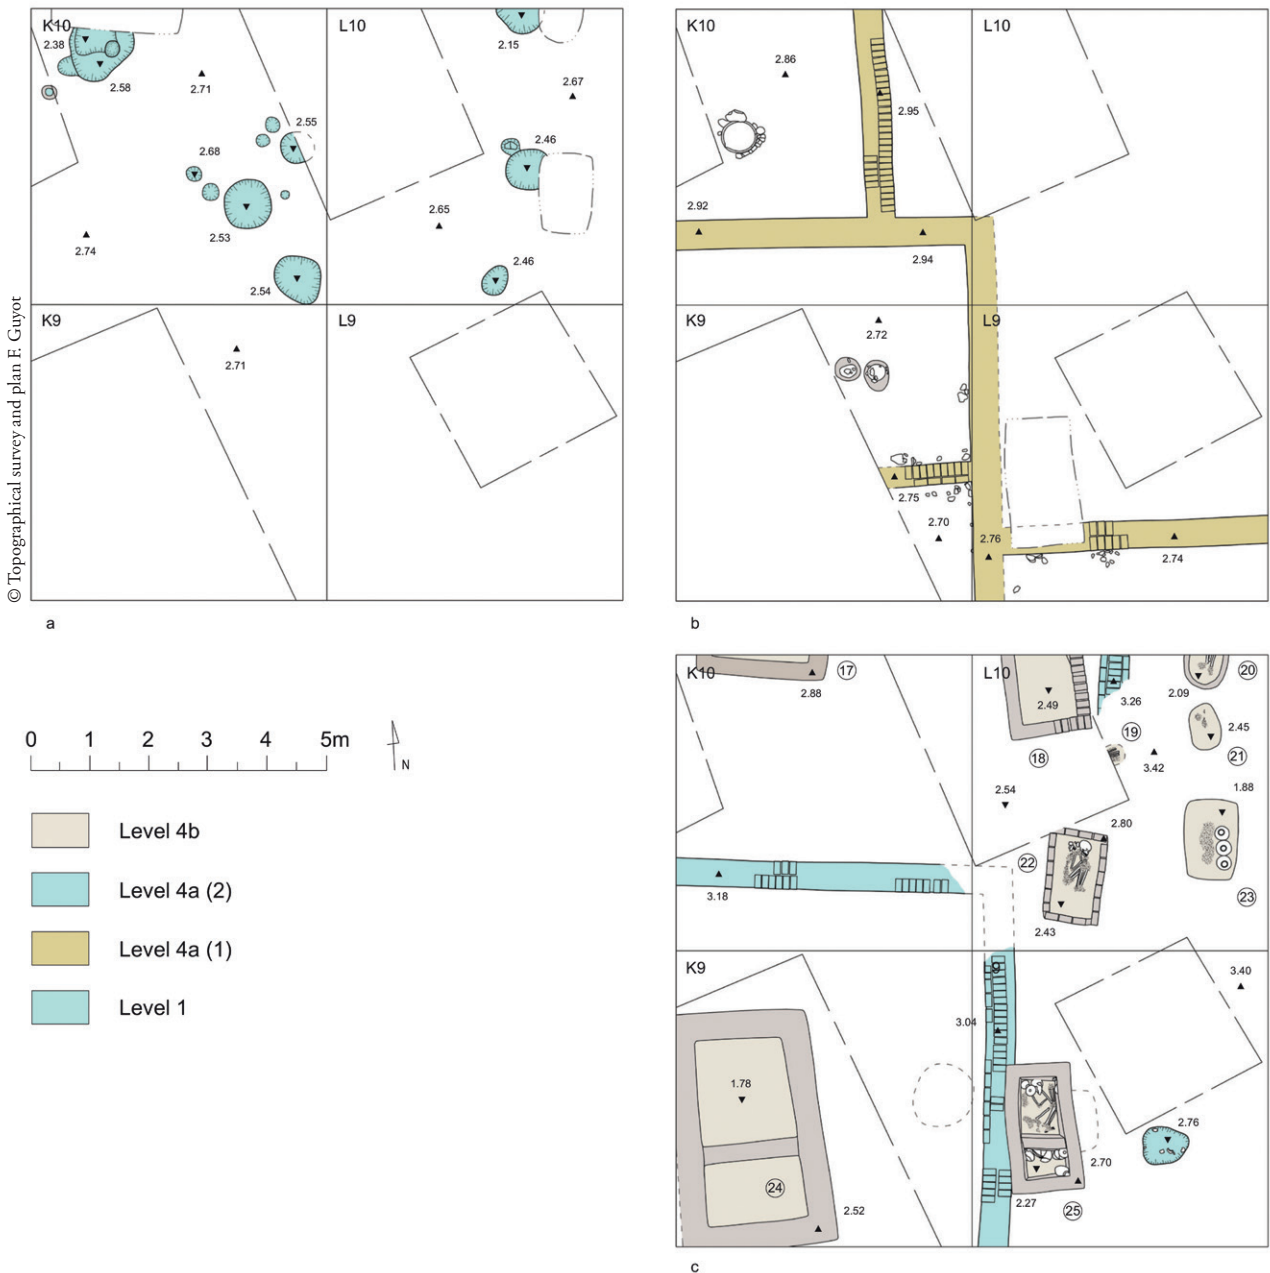 © Topographical survey and plan F. Guyot
K10
L10
2.38
2.58
2.71
2.15
2.67
2.55
2.46
2.68
2.53
2.65
2.74
2.54
2.46
K9
L9
2.71
a
K10
L10
2.86
2.95
2.92
2.94
K9
L9
2.72
2.75
2.70
2.76
2.74
b
0 1 2 3 4 5m
N
Level 4b
Level 4a (2)
Level 4a (1)
Level 1
K10
L10
17
2.88
2.49
3.26
2.09
20
19
2.45
18
3.42
21
2.54
1.88
2.80
22
3.18
23
2.43
K9
9
3.40
3.04
1.78
2.76
2.70
24
2.27
25
2.52
c